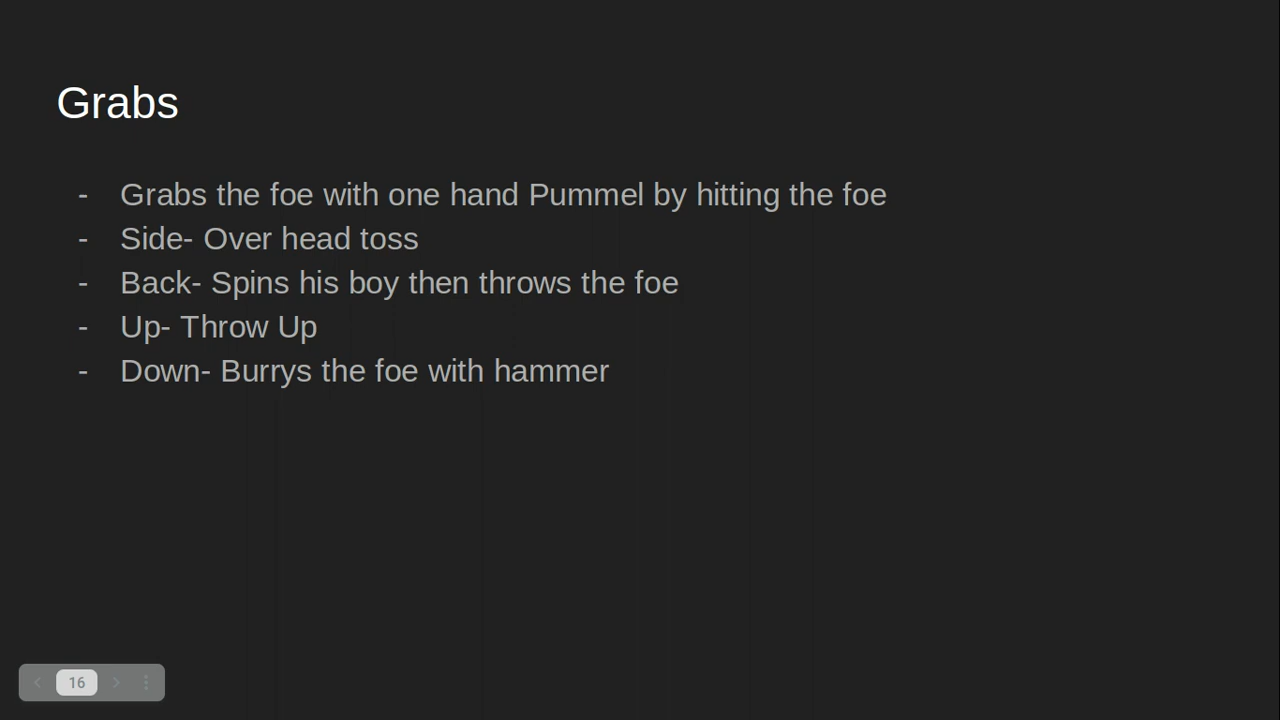 Grabs
- Grabs the foe with one hand Pummel by hitting the foe
- Side- Over head toss
- Back- Spins his boy then throws the foe
- Up- Throw Up
- Down- Burrys the foe with hammer
16